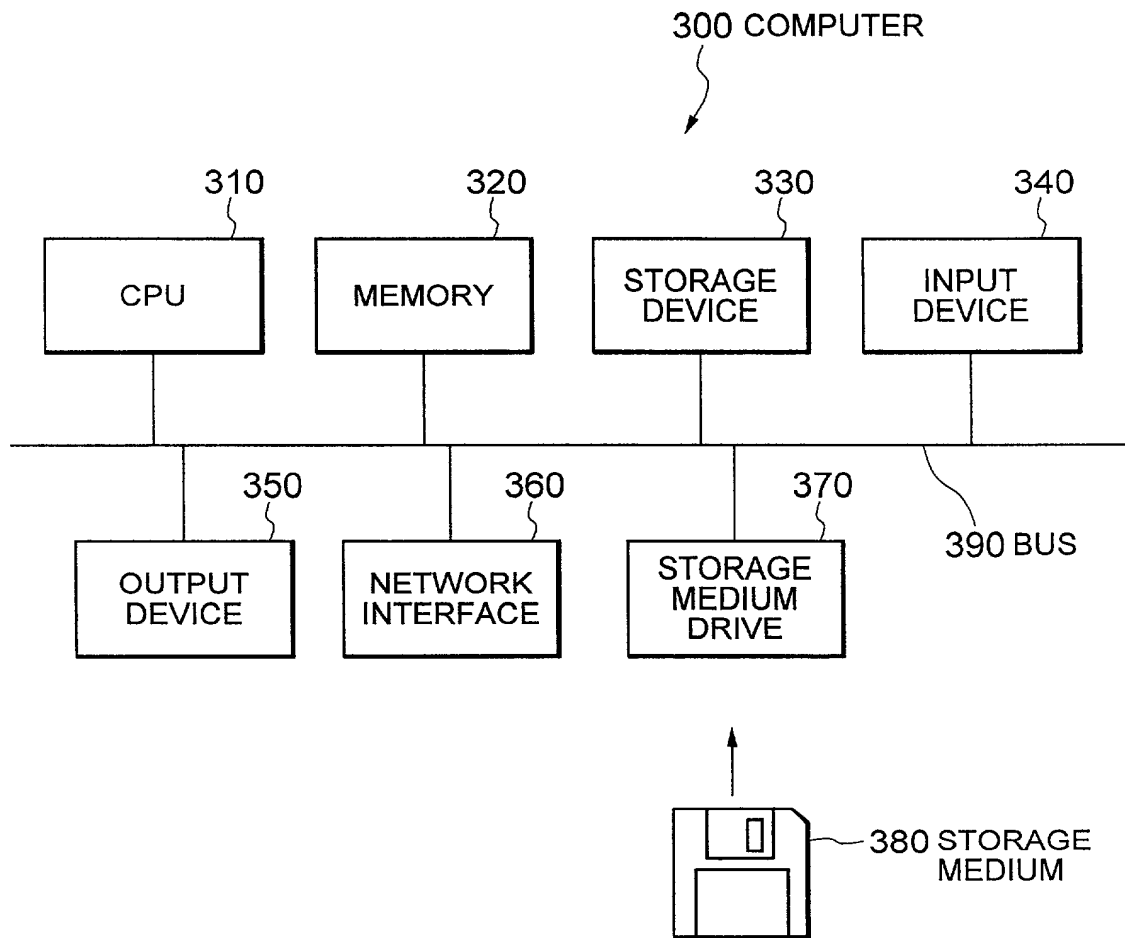 300 COMPUTER
310
320
330
340
CPU
MEMORY
STORAGE
DEVICE
INPUT
DEVICE
350
360
370
390 BUS
OUTPUT
DEVICE
NETWORK
INTERFACE
STORAGE
MEDIUM
DRIVE
380 STORAGE
MEDIUM